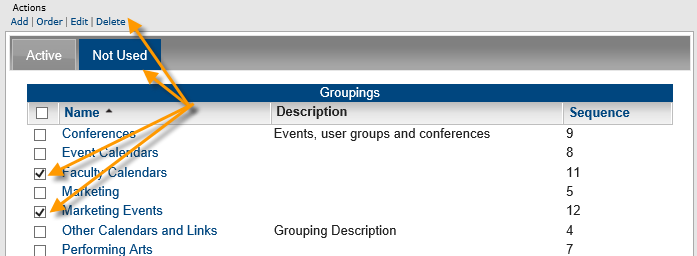 Actions
Add | Order | Edit | Delete
Active Not Used
Groupings
Name Description Sequence
Conferences Events, user groups and conferences 9
Event Calendars 8
Faculty Calendars 11
Marketing 5
Marketing Events 12
Other Calendars and Links Grouping Description 4
Performing Arts 7